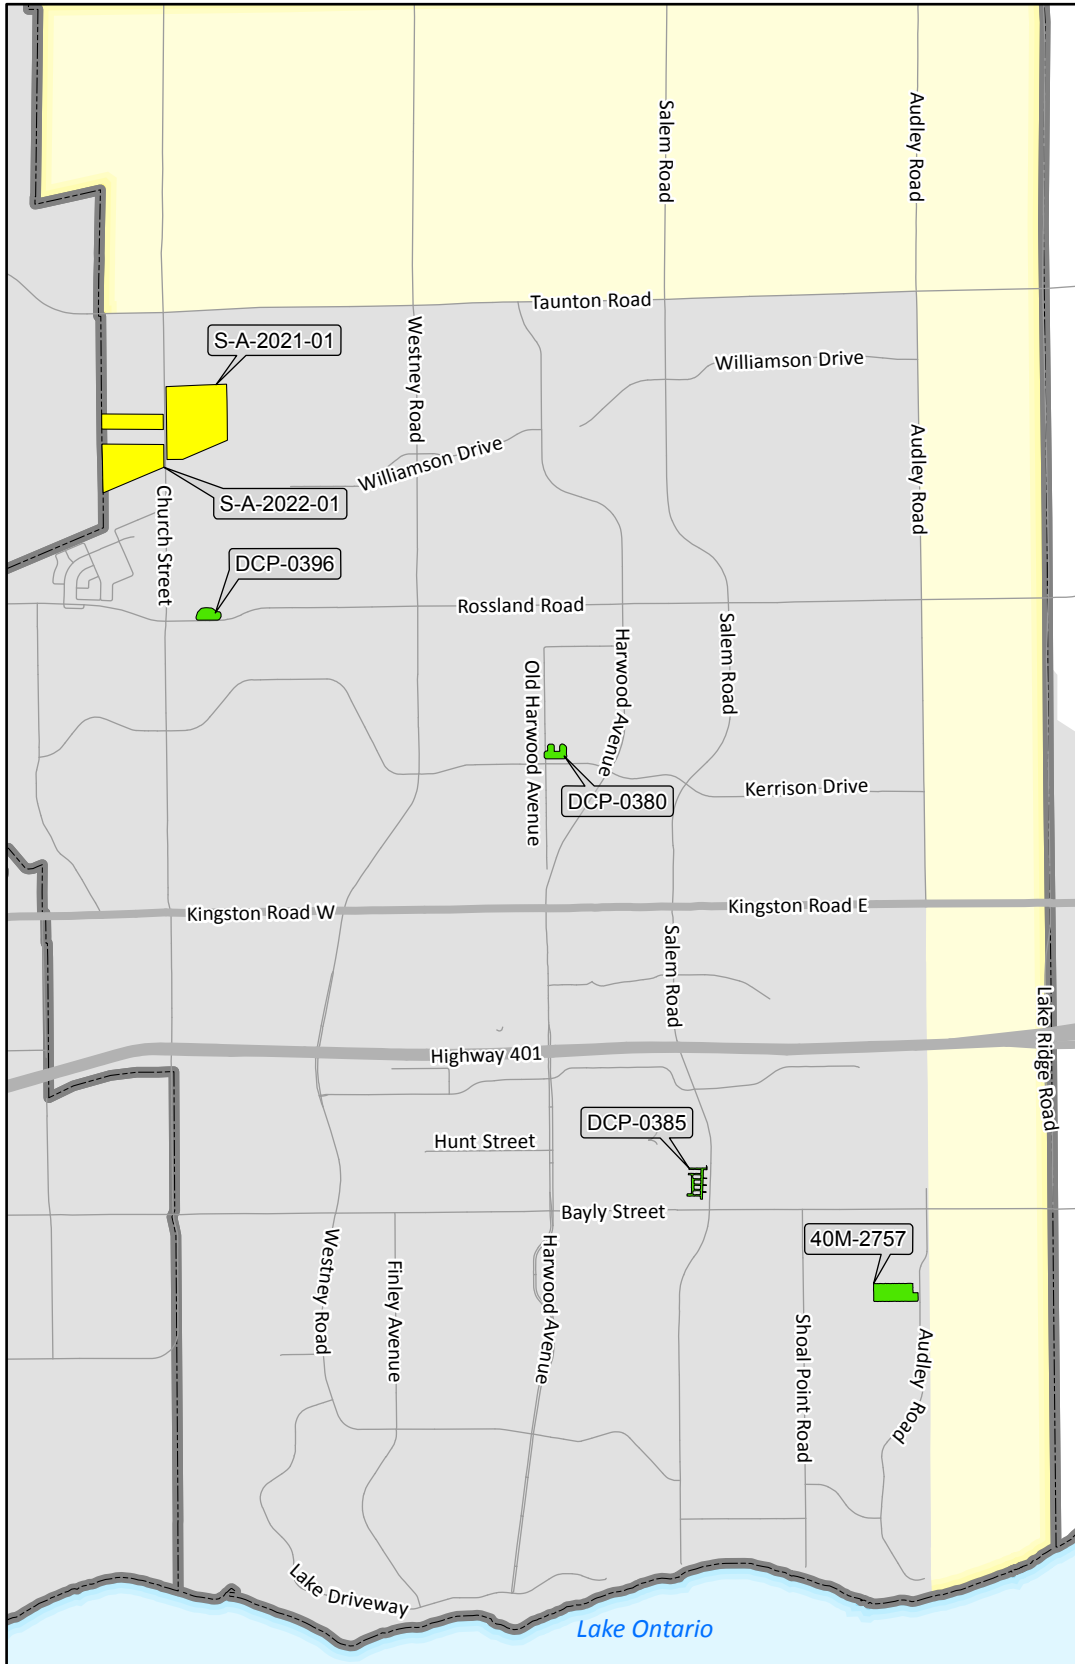 Salem Road
Audley Road
Taunton Road
S-A-2021-01
Westney Road
Williamson Drive
Audley Road
Williamson Drive
S-A-2022-01
Church Street
DCP-0396
Rossland Road
Harwood Avenue
Salem Road
Old Harwood Avenue
DCP-0380
Kerrison Drive
Kingston Road W
Kingston Road E
Salem Road
Lake Ridge Road
Highway 401
DCP-0385
Hunt Street
Bayly Street
40M-2757
Westney Road
Finley Avenue
Harwood Avenue
Shoal Point Road
Audley Road
Lake Driveway
Lake Ontario